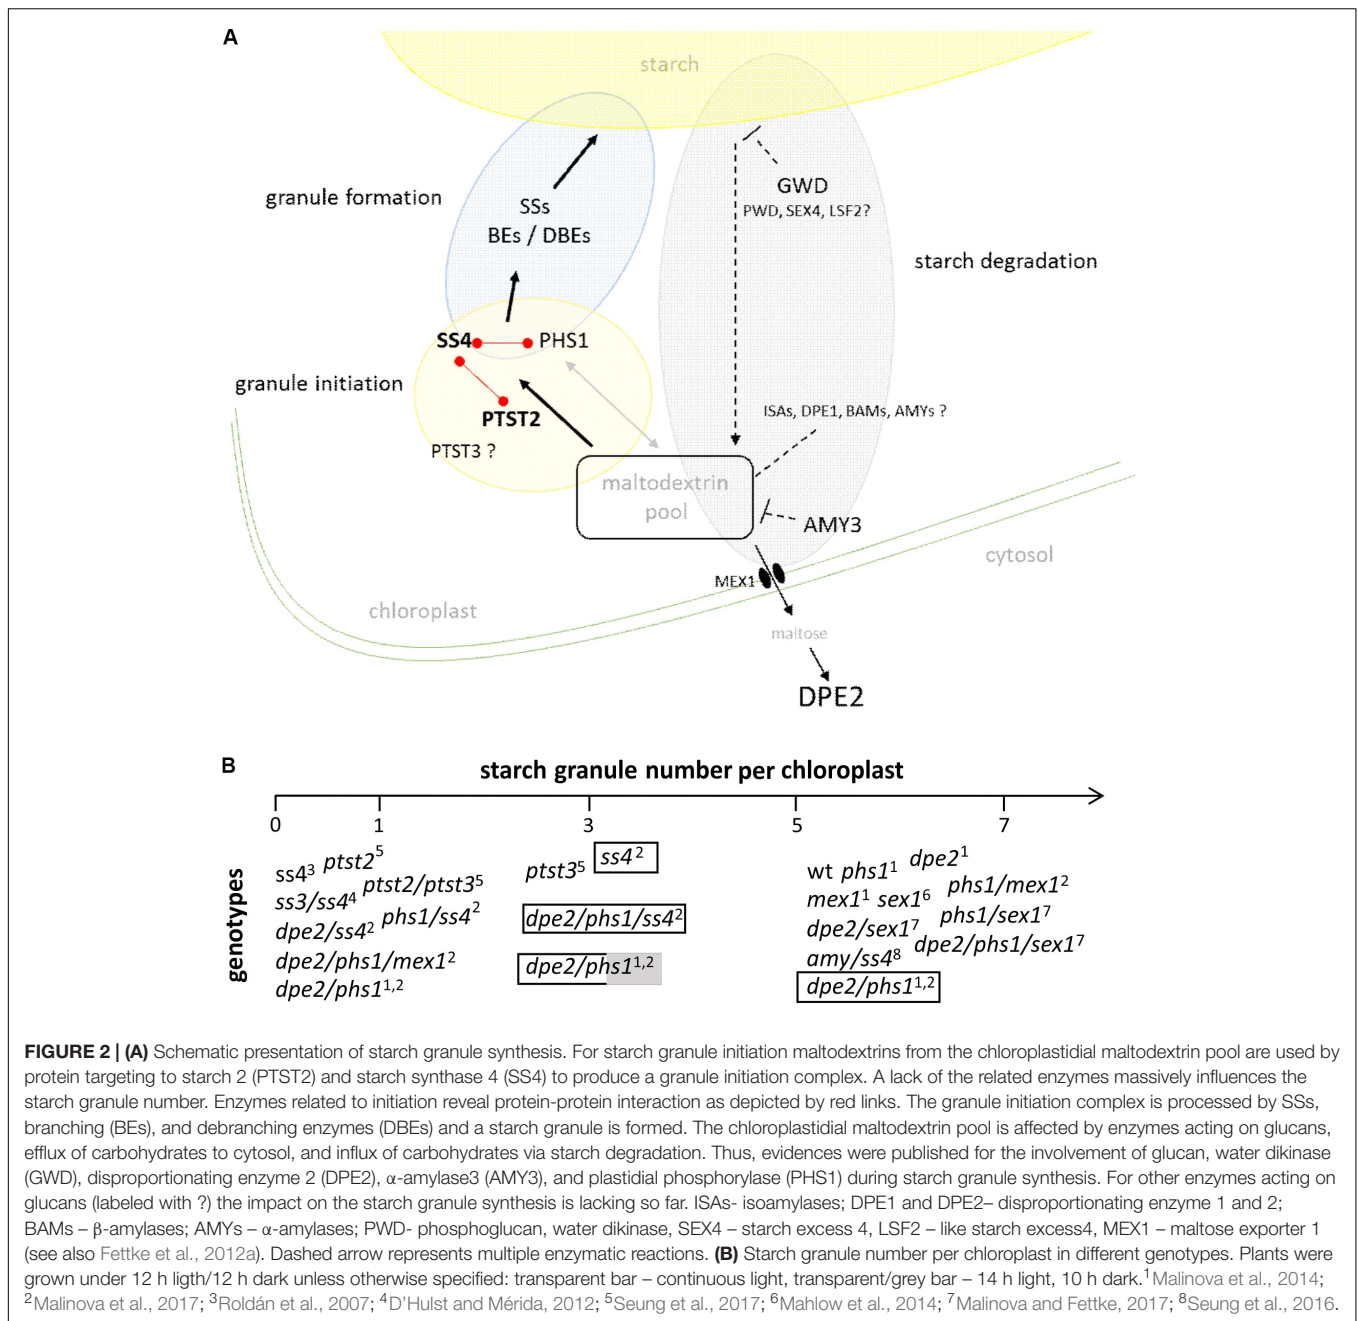 A
starch
GWD
PWD, SEX4, LSF2?
granule formation
SSs
BEs / DBEs
starch degradation
SS4
PHS1
granule initiation
PTST2
PTST3 ?
ISAs, DPE1, BAMs, AMYs ?
maltodextrin
pool
AMY3
cytosol
MEX1
chloroplast
maltose
DPE2
B
starch granule number per chloroplast
0 1 3 5 7
genotypes
ss4³ ptst2⁵
ss3/ss4⁴ ptst2/ptst3⁵
dpe2/ss4² phs1/ss4²
dpe2/phs1/mex1²
dpe2/phs1¹,²
ptst3⁵ ss4²
dpe2/phs1/ss4²
dpe2/phs1¹,²
wt phs1¹ dpe2¹
mex1¹ sex1⁶ phs1/mex1²
dpe2/sex1⁷ phs1/sex1⁷
amy/ss4⁸ dpe2/phs1/sex1⁷
dpe2/phs1¹,²
FIGURE 2 | (A) Schematic presentation of starch granule synthesis. For starch granule initiation maltodextrins from the chloroplastidial maltodextrin pool are used by
protein targeting to starch 2 (PTST2) and starch synthase 4 (SS4) to produce a granule initiation complex. A lack of the related enzymes massively influences the
starch granule number. Enzymes related to initiation reveal protein-protein interaction as depicted by red links. The granule initiation complex is processed by SSs,
branching (BEs), and debranching enzymes (DBEs) and a starch granule is formed. The chloroplastidial maltodextrin pool is affected by enzymes acting on glucans,
efflux of carbohydrates to cytosol, and influx of carbohydrates via starch degradation. Thus, evidences were published for the involvement of glucan, water dikinase
(GWD), disproportionating enzyme 2 (DPE2), α-amylase3 (AMY3), and plastidial phosphorylase (PHS1) during starch granule synthesis. For other enzymes acting on
glucans (labeled with ?) the impact on the starch granule synthesis is lacking so far. ISAs- isoamylases; DPE1 and DPE2– disproportionating enzyme 1 and 2;
BAMs – β-amylases; AMYs – α-amylases; PWD- phosphoglucan, water dikinase, SEX4 – starch excess 4, LSF2 – like starch excess4, MEX1 – maltose exporter 1
(see also Fettke et al., 2012a). Dashed arrow represents multiple enzymatic reactions. (B) Starch granule number per chloroplast in different genotypes. Plants were
grown under 12 h ligth/12 h dark unless otherwise specified: transparent bar – continuous light, transparent/grey bar – 14 h light, 10 h dark.¹Malinova et al., 2014;
²Malinova et al., 2017; ³Roldán et al., 2007; ⁴D'Hulst and Mérida, 2012; ⁵Seung et al., 2017; ⁶Mahlow et al., 2014; ⁷Malinova and Fettke, 2017; ⁸Seung et al., 2016.